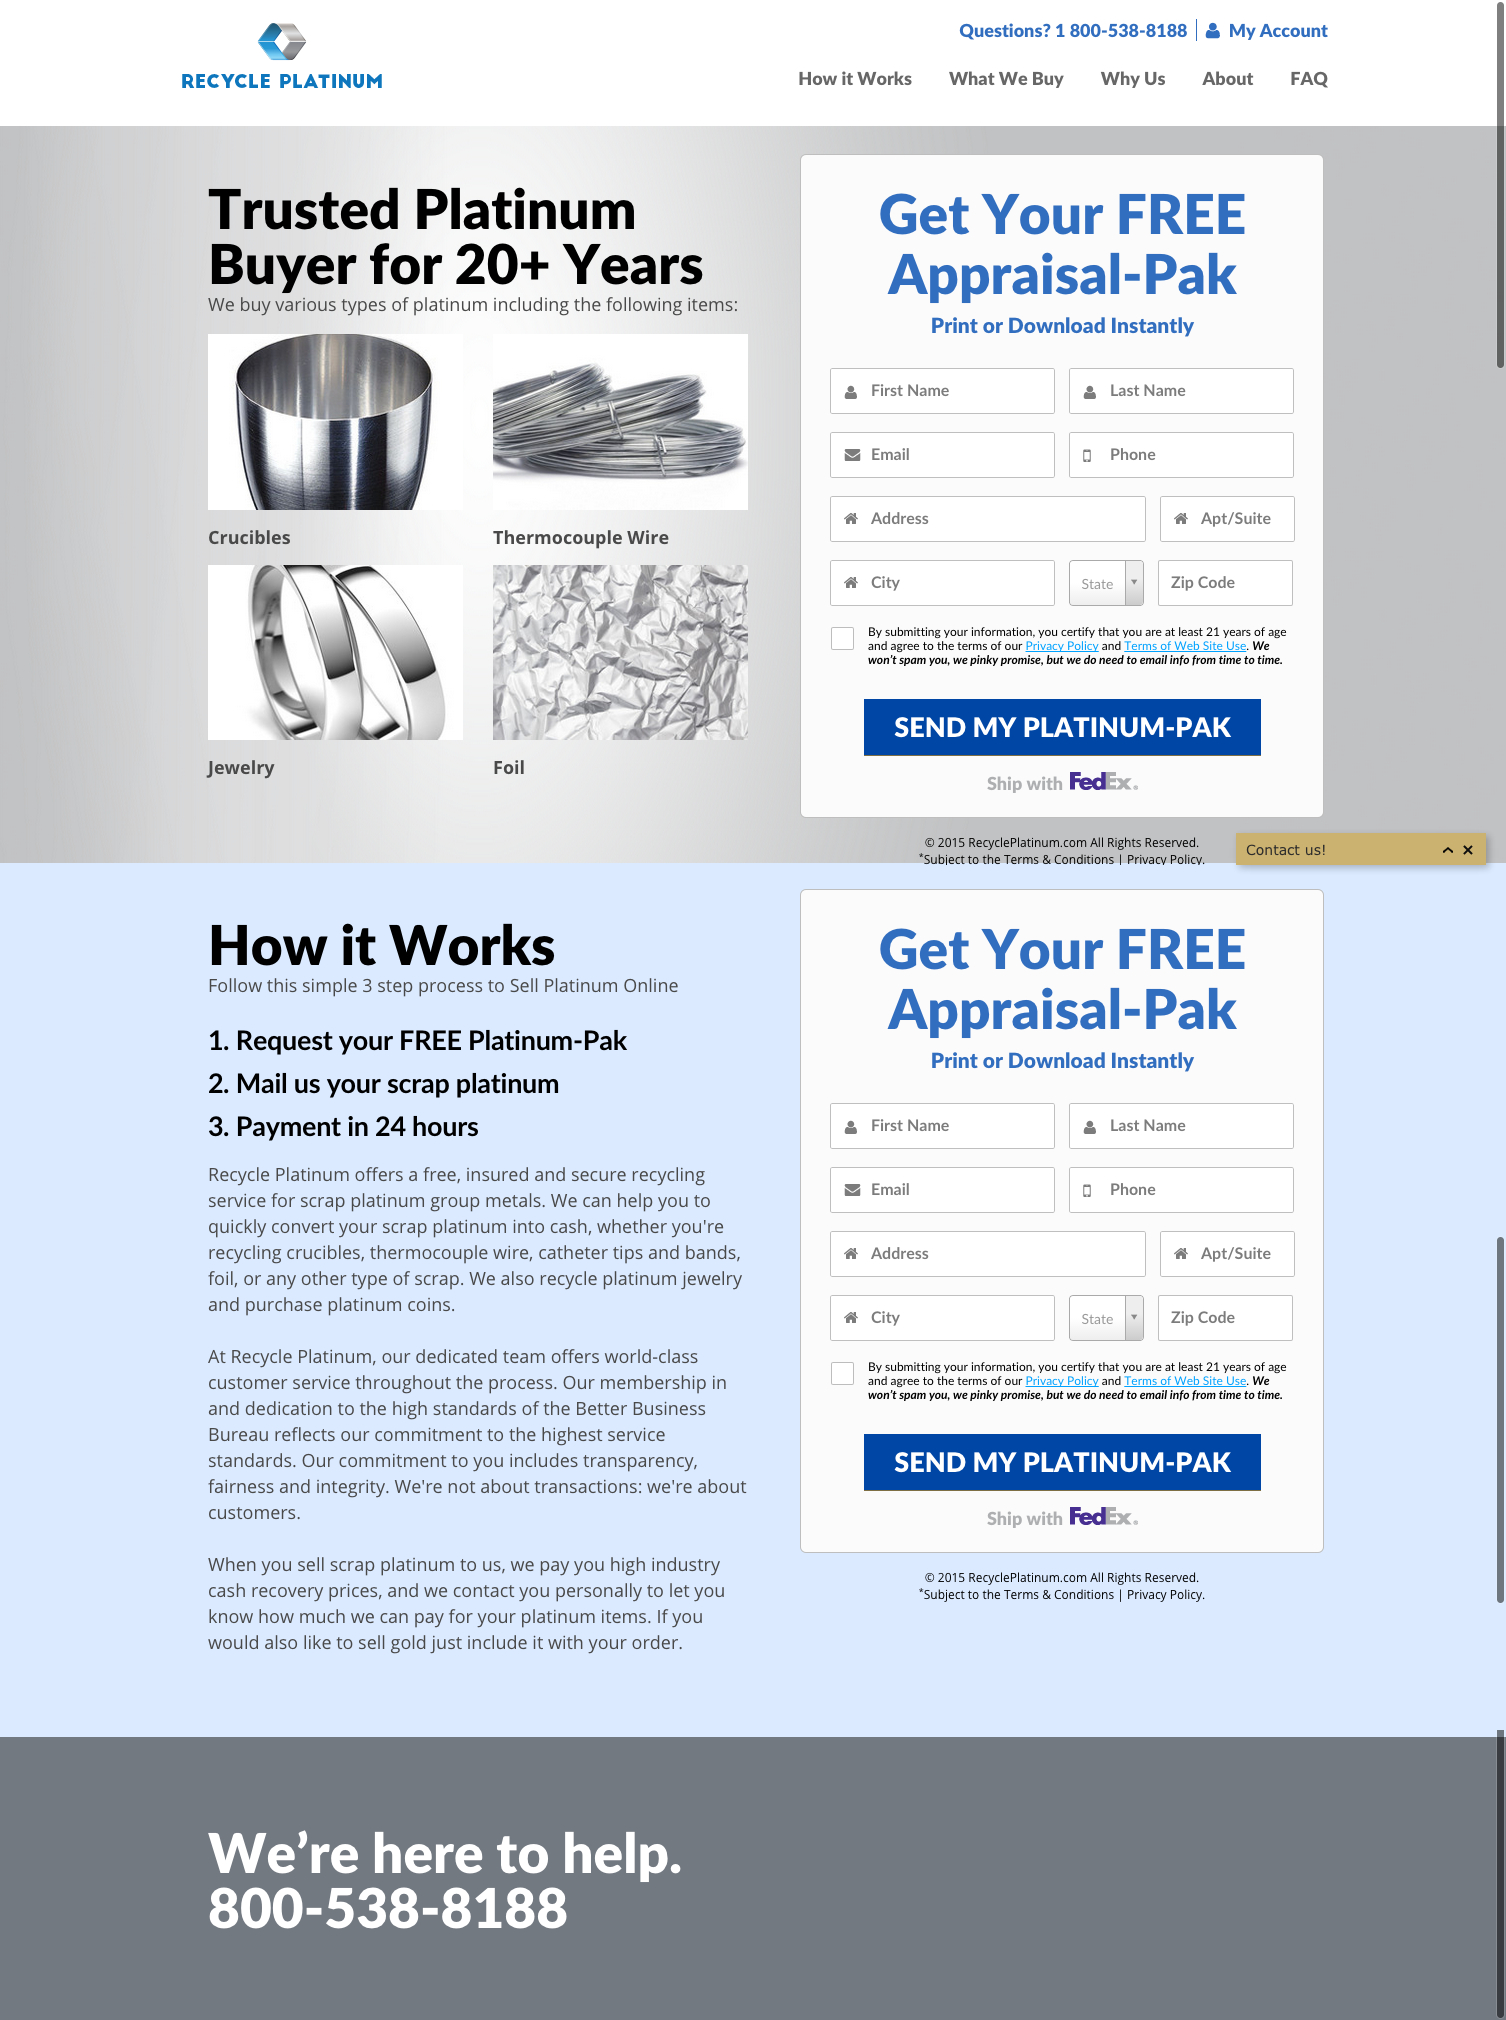 RECYCLE PLATINUM
Questions? 1 800-538-8188
My Account
How it Works
What We Buy
Why Us
About
FAQ
Trusted Platinum
Buyer for 20+ Years
We buy various types of platinum including the following items:
Crucibles
Thermocouple Wire
Jewelry
Foil
Get Your FREE
Appraisal-Pak
Print or Download Instantly
First Name
Last Name
Email
Phone
Address
Apt/Suite
City
State
Zip Code
By submitting your information, you certify that you are at least 21 years of age
and agree to the terms of our Privacy Policy and Terms of Web Site Use. We
won't spam you, we pinky promise, but we do need to email info from time to time.
SEND MY PLATINUM-PAK
Ship with FedEx.
© 2015 RecyclePlatinum.com All Rights Reserved.
*Subject to the Terms & Conditions | Privacy Policy.
Contact us!
How it Works
Follow this simple 3 step process to Sell Platinum Online
1. Request your FREE Platinum-Pak
2. Mail us your scrap platinum
3. Payment in 24 hours
Recycle Platinum offers a free, insured and secure recycling
service for scrap platinum group metals. We can help you to
quickly convert your scrap platinum into cash, whether you're
recycling crucibles, thermocouple wire, catheter tips and bands,
foil, or any other type of scrap. We also recycle platinum jewelry
and purchase platinum coins.
At Recycle Platinum, our dedicated team offers world-class
customer service throughout the process. Our membership in
and dedication to the high standards of the Better Business
Bureau reflects our commitment to the highest service
standards. Our commitment to you includes transparency,
fairness and integrity. We're not about transactions: we're about
customers.
When you sell scrap platinum to us, we pay you high industry
cash recovery prices, and we contact you personally to let you
know how much we can pay for your platinum items. If you
would also like to sell gold just include it with your order.
Get Your FREE
Appraisal-Pak
Print or Download Instantly
First Name
Last Name
Email
Phone
Address
Apt/Suite
City
State
Zip Code
By submitting your information, you certify that you are at least 21 years of age
and agree to the terms of our Privacy Policy and Terms of Web Site Use. We
won't spam you, we pinky promise, but we do need to email info from time to time.
SEND MY PLATINUM-PAK
Ship with FedEx.
© 2015 RecyclePlatinum.com All Rights Reserved.
*Subject to the Terms & Conditions | Privacy Policy.
We’re here to help.
800-538-8188